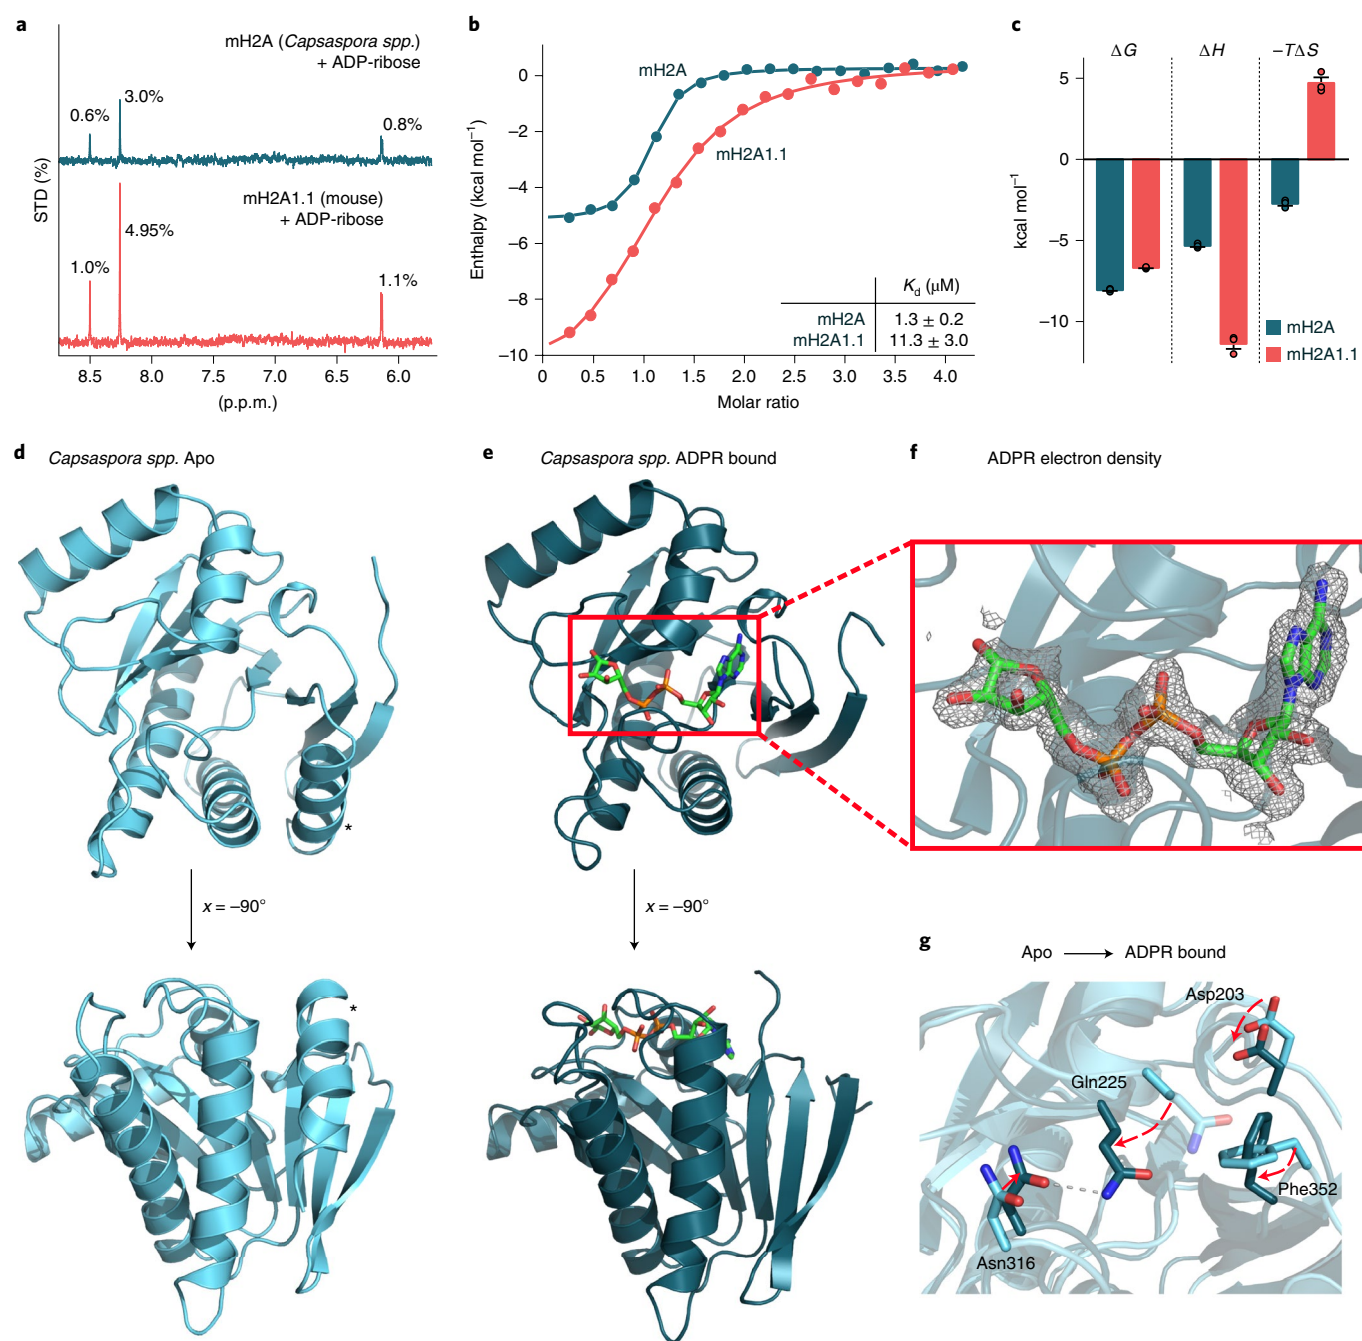 a
mH2A (Capsaspora spp.)
+ ADP-ribose
3.0%
0.6%
0.8%
mH2A1.1 (mouse)
+ ADP-ribose
4.95%
1.0%
1.1%
STD (%)
8.5 8.0 7.5 7.0 6.5 6.0
(p.p.m.)
b
Enthalpy (kcal mol−1)
0
−2
−4
−6
−8
−10
mH2A
mH2A1.1
Kd (μM)
mH2A 1.3 ± 0.2
mH2A1.1 11.3 ± 3.0
0 0.5 1.0 1.5 2.0 2.5 3.0 3.5 4.0
Molar ratio
c
ΔG ΔH −TΔS
kcal mol−1
5
0
−5
−10
mH2A
mH2A1.1
d Capsaspora spp. Apo
*
x = −90°
*
e Capsaspora spp. ADPR bound
x = −90°
f ADPR electron density
g
Apo ADPR bound
Asp203
Gln225
Phe352
Asn316